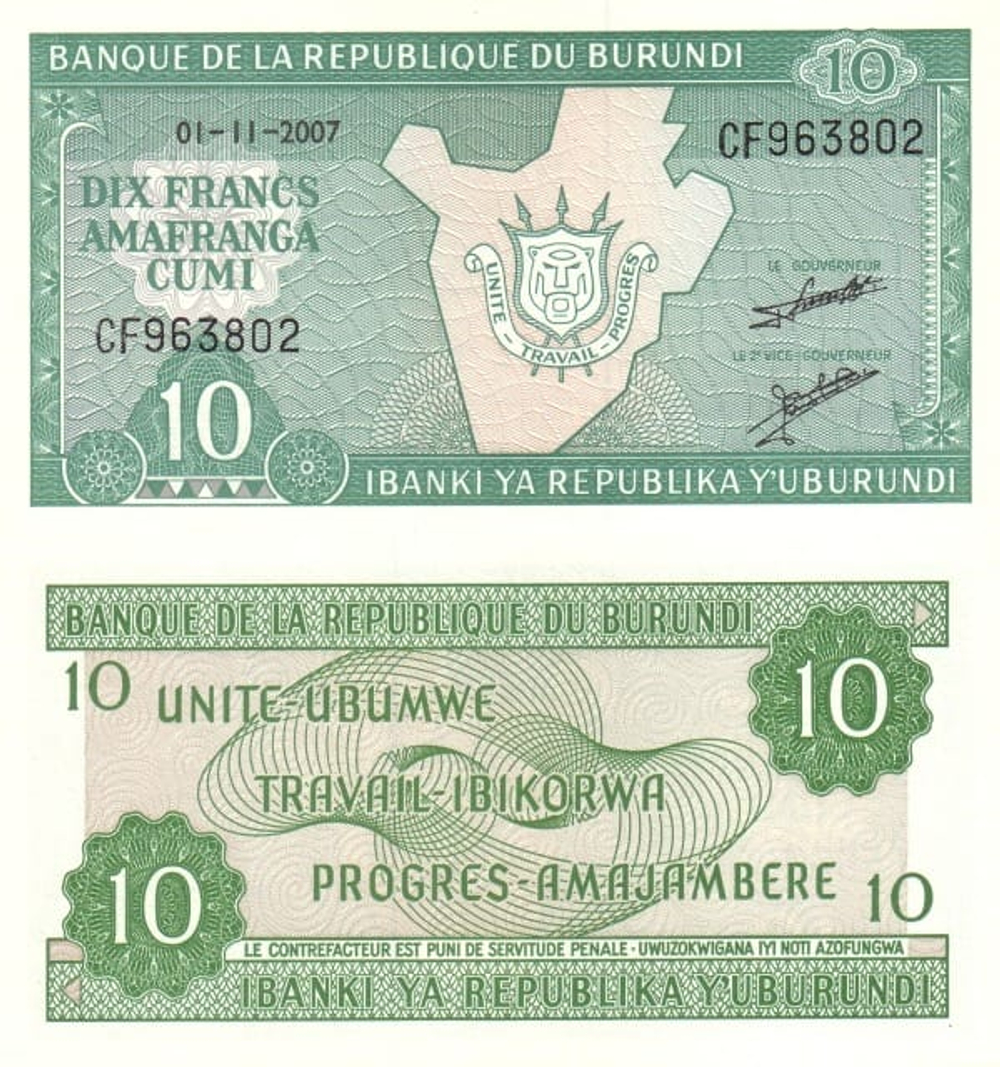 BANQUE DE LA REPUBLIQUE DU BURUNDI
10
01-11-2007
CF963802
DIX FRANCS
AMAFRANGA
CUMI
CF963802
UNITE - TRAVAIL - PROGRES
LE GOUVERNEUR
LE 2e VICE-GOUVERNEUR
10
IBANKI YA REPUBLIKA Y'UBURUNDI
BANQUE DE LA REPUBLIQUE DU BURUNDI
10
10
UNITE-UBUMWE
TRAVAIL-IBIKORWA
PROGRES-AMAJAMBERE
10
10
LE CONTREFACTEUR EST PUNI DE SERVITUDE PENALE · UWUZOKWIGANA IYI NOTI AZOFUNGWA
IBANKI YA REPUBLIKA Y'UBURUNDI